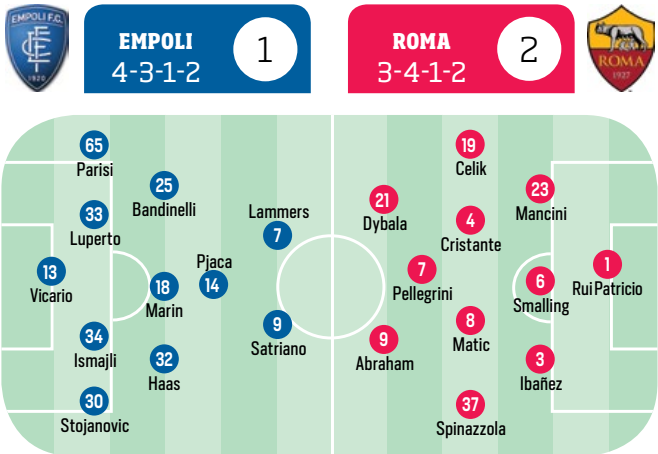 EMPOLI F.C.
1920
EMPOLI
4-3-1-2
1
ROMA
3-4-1-2
2
ROMA
1927
65
Parisi
33
Luperto
13
Vicario
34
Ismajli
30
Stojanovic
25
Bandinelli
18
Marin
32
Haas
Pjaca
14
Lammers
7
9
Satriano
21
Dybala
7
Pellegrini
9
Abraham
19
Celik
4
Cristante
8
Matic
37
Spinazzola
23
Mancini
6
Smalling
3
Ibañez
1
Rui Patricio